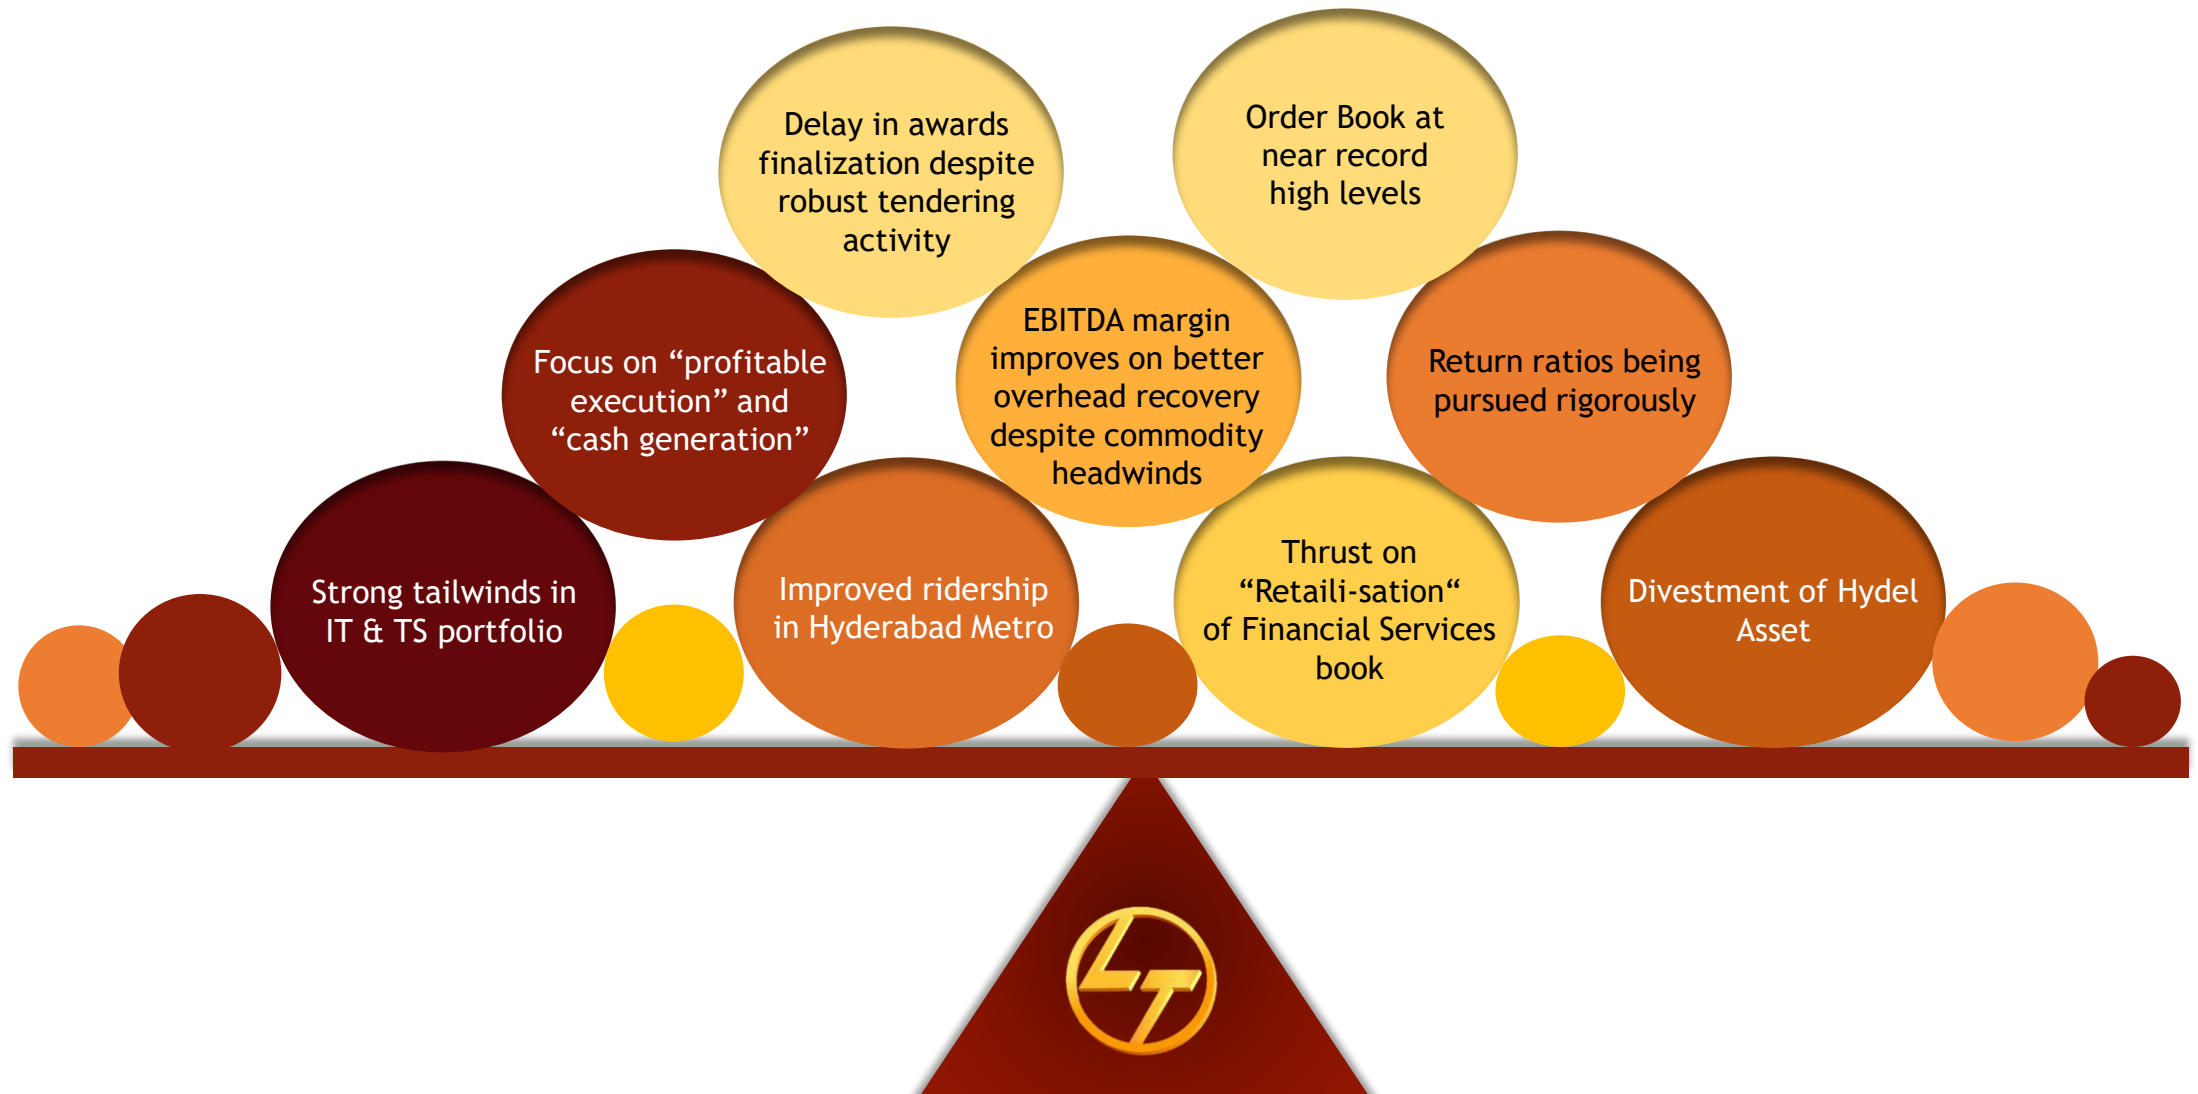 Delay in awards
finalization despite
robust tendering
activity
Order Book at
near record
high levels
Focus on “profitable
execution” and
“cash generation”
EBITDA margin
improves on better
overhead recovery
despite commodity
headwinds
Return ratios being
pursued rigorously
Strong tailwinds in
IT & TS portfolio
Improved ridership
in Hyderabad Metro
Thrust on
“Retaili-sation“
of Financial Services
book
Divestment of Hydel
Asset
LT